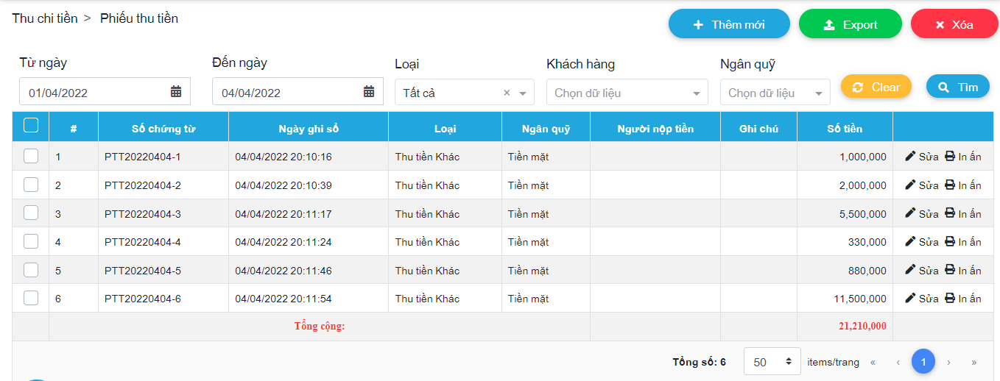 Thu chi tiền > Phiếu thu tiền
Thêm mới Export Xóa
Từ ngày Đến ngày Loại Khách hàng Ngân quỹ
01/04/2022 04/04/2022 Tất cả × Chọn dữ liệu Chọn dữ liệu Clear Tìm
# Số chứng từ Ngày ghi sổ Loại Ngân quỹ Người nộp tiền Ghi chú Số tiền
1 PTT20220404-1 04/04/2022 20:10:16 Thu tiền Khác Tiền mặt 1,000,000 Sửa In ấn
2 PTT20220404-2 04/04/2022 20:10:39 Thu tiền Khác Tiền mặt 2,000,000 Sửa In ấn
3 PTT20220404-3 04/04/2022 20:11:17 Thu tiền Khác Tiền mặt 5,500,000 Sửa In ấn
4 PTT20220404-4 04/04/2022 20:11:24 Thu tiền Khác Tiền mặt 330,000 Sửa In ấn
5 PTT20220404-5 04/04/2022 20:11:46 Thu tiền Khác Tiền mặt 880,000 Sửa In ấn
6 PTT20220404-6 04/04/2022 20:11:54 Thu tiền Khác Tiền mặt 11,500,000 Sửa In ấn
Tổng cộng: 21,210,000
Tổng số: 6 50 items/trang « ‹ 1 › »